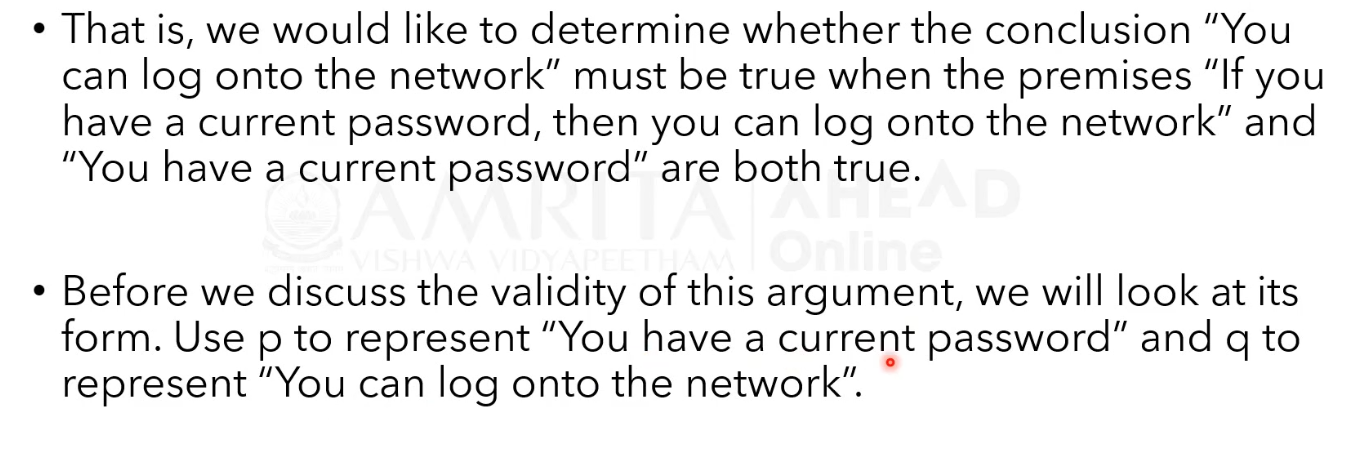 • That is, we would like to determine whether the conclusion “You
can log onto the network” must be true when the premises “If you
have a current password, then you can log onto the network” and
“You have a current password” are both true.
AMRITA AHEAD
VISHWA VIDYAPEETHAM Online
• Before we discuss the validity of this argument, we will look at its
form. Use p to represent “You have a current password” and q to
represent “You can log onto the network”.